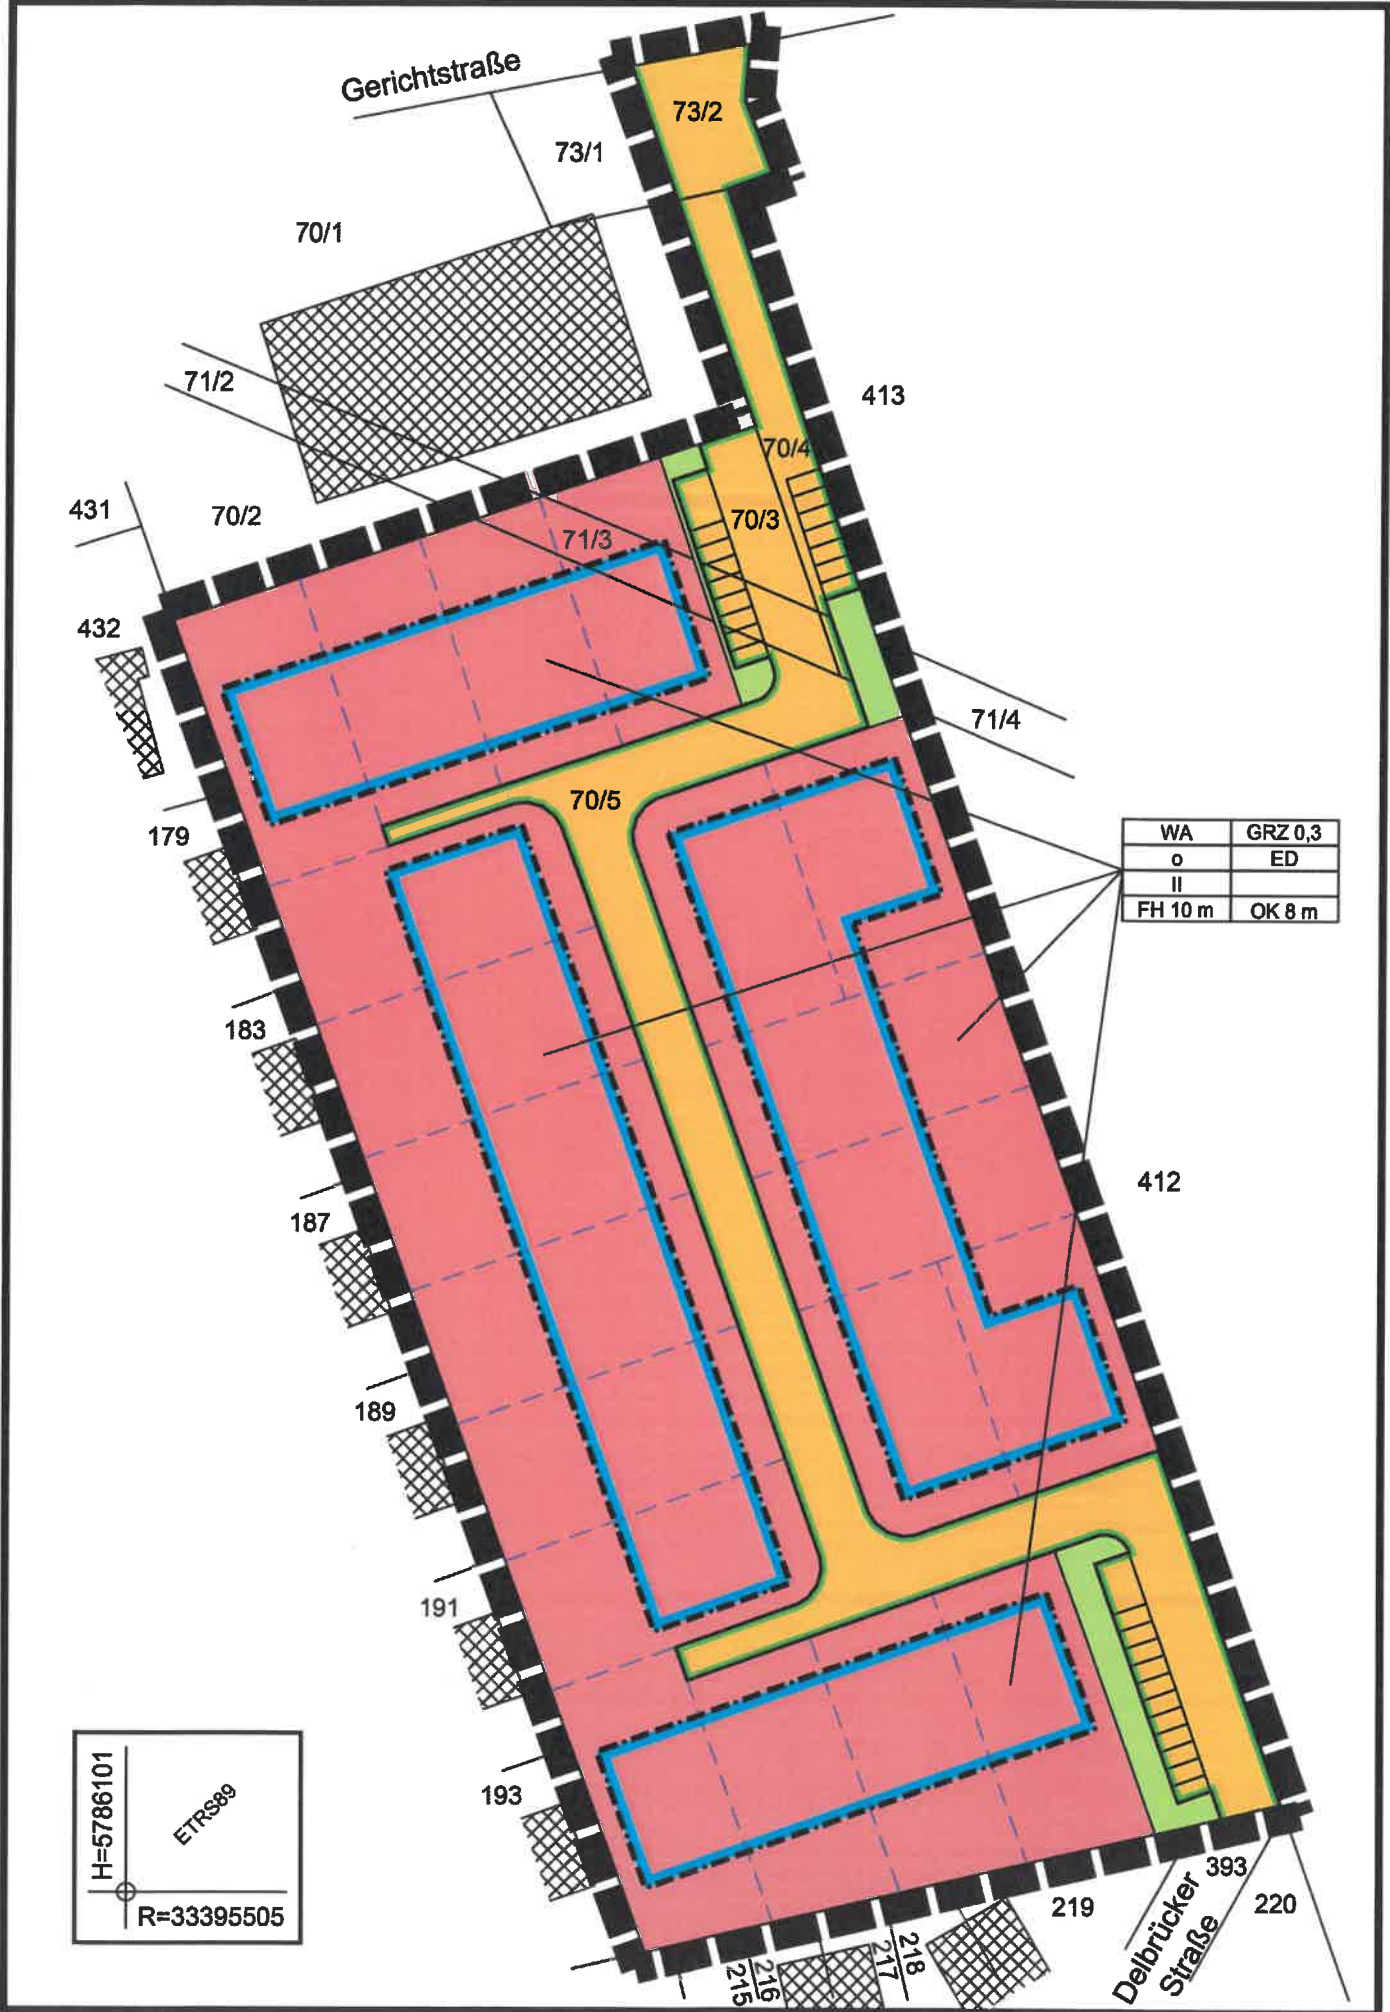 Gerichtstraße
73/2
73/1
70/1
71/2
413
70/4
431
70/2
70/3
71/3
432
71/4
70/5
179
WA GRZ 0,3
o ED
II
FH 10 m OK 8 m
183
412
187
189
191
193
H=5786101
ETRS89
R=33395505
393
219
220
Delbrücker
Straße
218
217
216
215